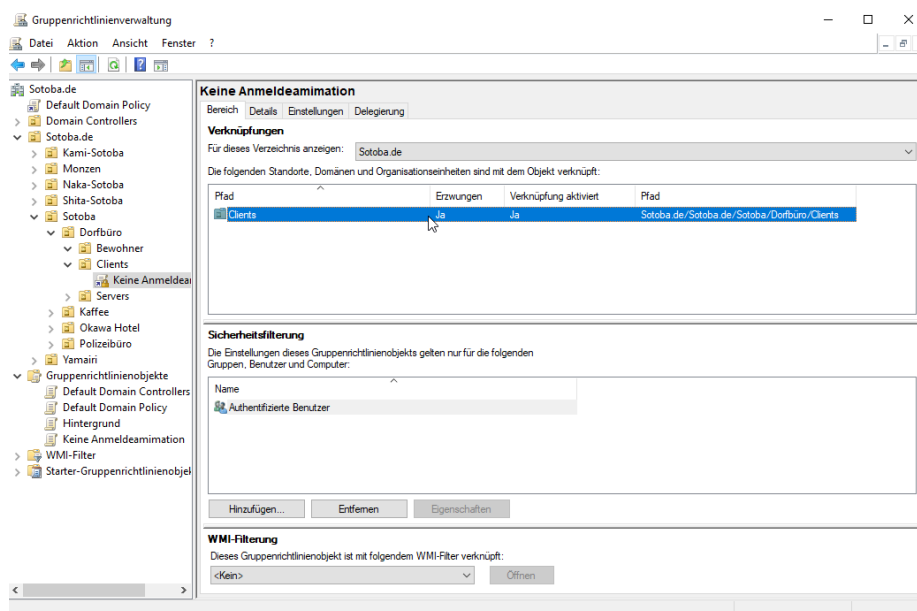 Gruppenrichtlinienverwaltung
Datei Aktion Ansicht Fenster ?
Sotoba.de
Default Domain Policy
Domain Controllers
Sotoba.de
Kami-Sotoba
Monzen
Naka-Sotoba
Shita-Sotoba
Sotoba
Dorfbüro
Bewohner
Clients
Keine Anmeldear
Servers
Kaffee
Okawa Hotel
Polizeibüro
Yamairi
Gruppenrichtlinienobjekte
Default Domain Controllers
Default Domain Policy
Hintergrund
Keine Anmeldeamimation
WMI-Filter
Starter-Gruppenrichtlinienobjek
Keine Anmeldeamimation
Bereich Details Einstellungen Delegierung
Verknüpfungen
Für dieses Verzeichnis anzeigen: Sotoba.de
Die folgenden Standorte, Domänen und Organisationseinheiten sind mit dem Objekt verknüpft:
Pfad Erzwungen Verknüpfung aktiviert Pfad
Clients Ja Ja Sotoba.de/Sotoba.de/Sotoba/Dorfbüro/Clients
Sicherheitsfilterung
Die Einstellungen dieses Gruppenrichtlinienobjekts gelten nur für die folgenden
Gruppen, Benutzer und Computer:
Name
Authentifizierte Benutzer
Hinzufügen... Entfernen Eigenschaften
WMI-Filterung
Dieses Gruppenrichtlinienobjekt ist mit folgendem WMI-Filter verknüpft:
<Kein> Öffnen